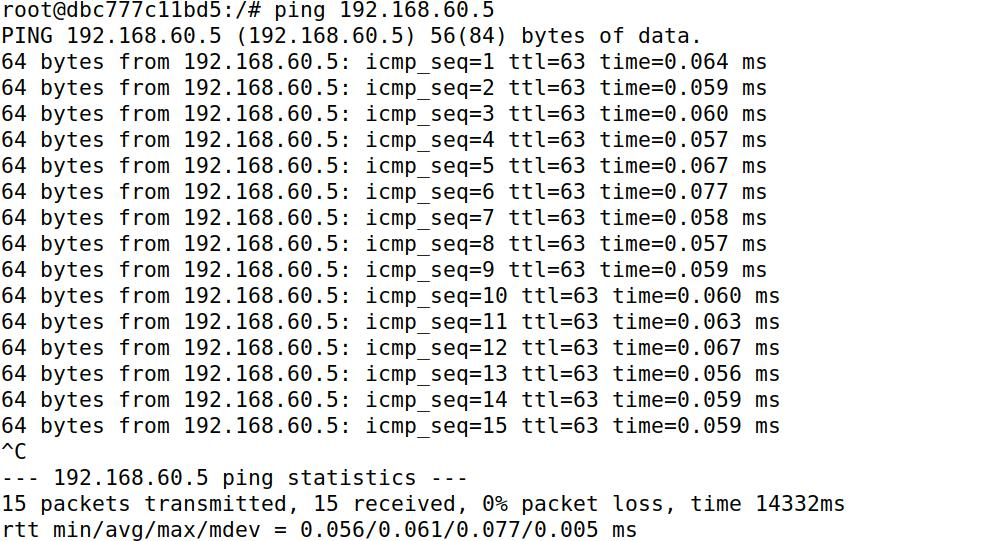 root@dbc777c11bd5:/# ping 192.168.60.5
PING 192.168.60.5 (192.168.60.5) 56(84) bytes of data.
64 bytes from 192.168.60.5: icmp_seq=1 ttl=63 time=0.064 ms
64 bytes from 192.168.60.5: icmp_seq=2 ttl=63 time=0.059 ms
64 bytes from 192.168.60.5: icmp_seq=3 ttl=63 time=0.060 ms
64 bytes from 192.168.60.5: icmp_seq=4 ttl=63 time=0.057 ms
64 bytes from 192.168.60.5: icmp_seq=5 ttl=63 time=0.067 ms
64 bytes from 192.168.60.5: icmp_seq=6 ttl=63 time=0.077 ms
64 bytes from 192.168.60.5: icmp_seq=7 ttl=63 time=0.058 ms
64 bytes from 192.168.60.5: icmp_seq=8 ttl=63 time=0.057 ms
64 bytes from 192.168.60.5: icmp_seq=9 ttl=63 time=0.059 ms
64 bytes from 192.168.60.5: icmp_seq=10 ttl=63 time=0.060 ms
64 bytes from 192.168.60.5: icmp_seq=11 ttl=63 time=0.063 ms
64 bytes from 192.168.60.5: icmp_seq=12 ttl=63 time=0.067 ms
64 bytes from 192.168.60.5: icmp_seq=13 ttl=63 time=0.056 ms
64 bytes from 192.168.60.5: icmp_seq=14 ttl=63 time=0.059 ms
64 bytes from 192.168.60.5: icmp_seq=15 ttl=63 time=0.059 ms
^C
--- 192.168.60.5 ping statistics ---
15 packets transmitted, 15 received, 0% packet loss, time 14332ms
rtt min/avg/max/mdev = 0.056/0.061/0.077/0.005 ms